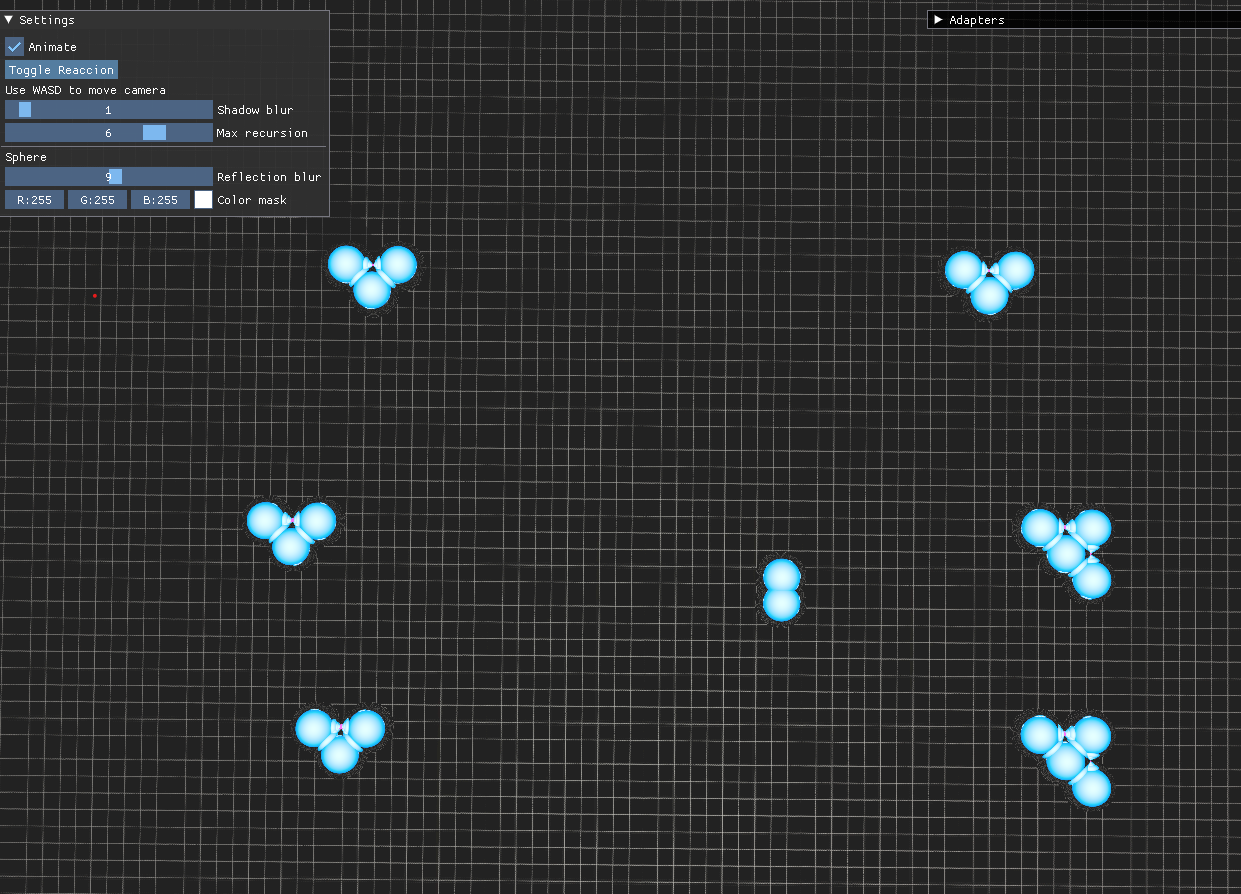 Settings
Adapters
Animate
Toggle Reaccion
Use WASD to move camera
1 Shadow blur
6 Max recursion
Sphere
9 Reflection blur
R:255 G:255 B:255 Color mask